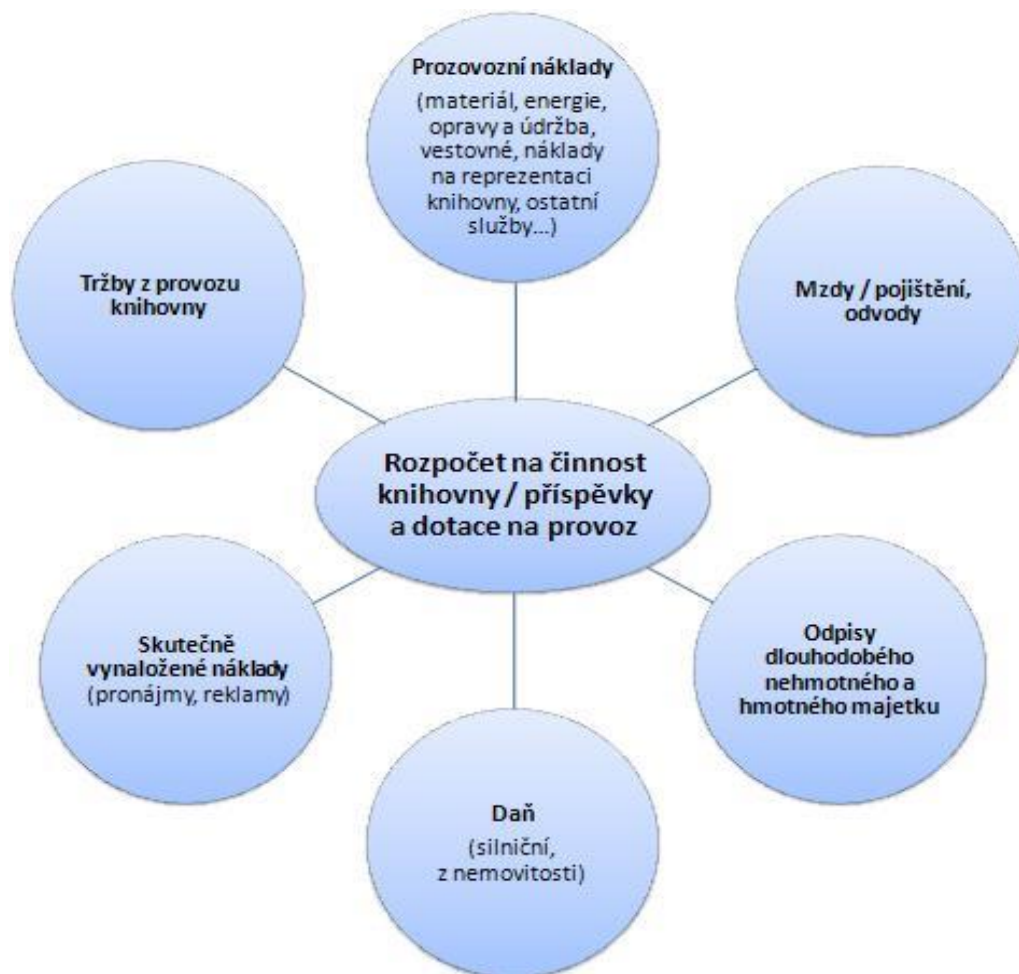 Prozovozní náklady
(materiál, energie,
opravy a údržba,
vestovné, náklady
na reprezentaci
knihovny, ostatní
služby...)
Mzdy / pojištění,
odvody
Odpisy
dlouhodobého
nehmotného a
hmotného majetku
Daň
(silniční,
z nemovitosti)
Skutečně
vynaložené náklady
(pronájmy, reklamy)
Tržby z provozu
knihovny
Rozpočet na činnost
knihovny / příspěvky
a dotace na provoz